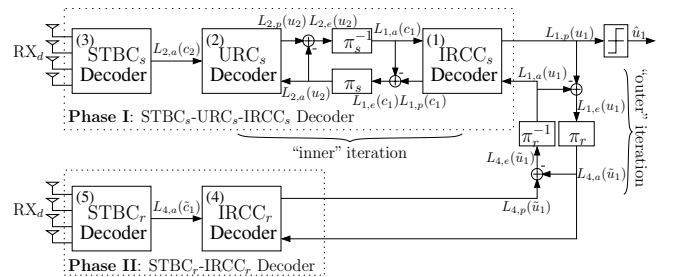 L_{2,p}(u_2) L_{2,e}(u_2)
(3) (2) π_s^{-1} L_{1,a}(c_1) (1) L_{1,p}(u_1) û_1
RX_d STBC_s L_{2,a}(c_2) URC_s - IRCC_s
Decoder Decoder π_s - Decoder L_{1,a}(u_1) -
L_{2,a}(u_2) L_{1,e}(c_1) L_{1,p}(c_1) L_{1,e}(u_1)
Phase I: STBC_s-URC_s-IRCC_s Decoder
π_r^{-1} π_r
"inner" iteration
"outer" iteration
L_{4,e}(ũ_1)
- L_{4,a}(ũ_1)
(5) (4)
RX_d STBC_r L_{4,a}(c̃_1) IRCC_r L_{4,p}(ũ_1)
Decoder Decoder
Phase II: STBC_r-IRCC_r Decoder